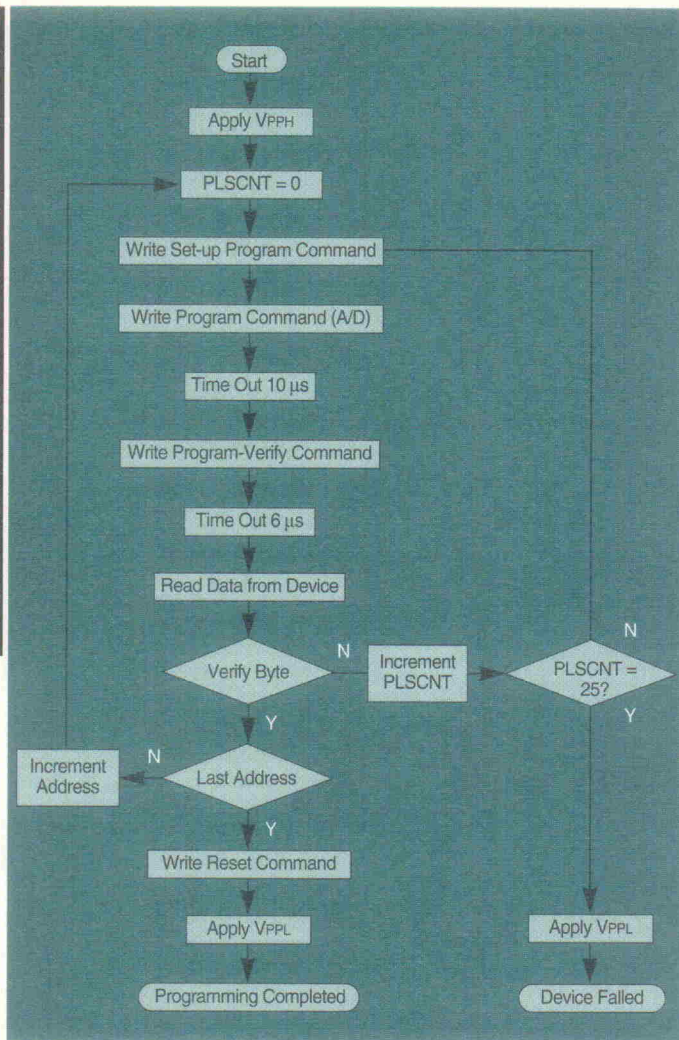 Start
Apply VPPH
PLSCNT = 0
Write Set-up Program Command
Write Program Command (A/D)
Time Out 10 µs
Write Program-Verify Command
Time Out 6 µs
Read Data from Device
Verify Byte
N
Increment
PLSCNT
PLSCNT =
25?
N
Y
Y
Last Address
N
Increment
Address
Y
Write Reset Command
Apply VPPL
Programming Completed
Apply VPPL
Device Failed